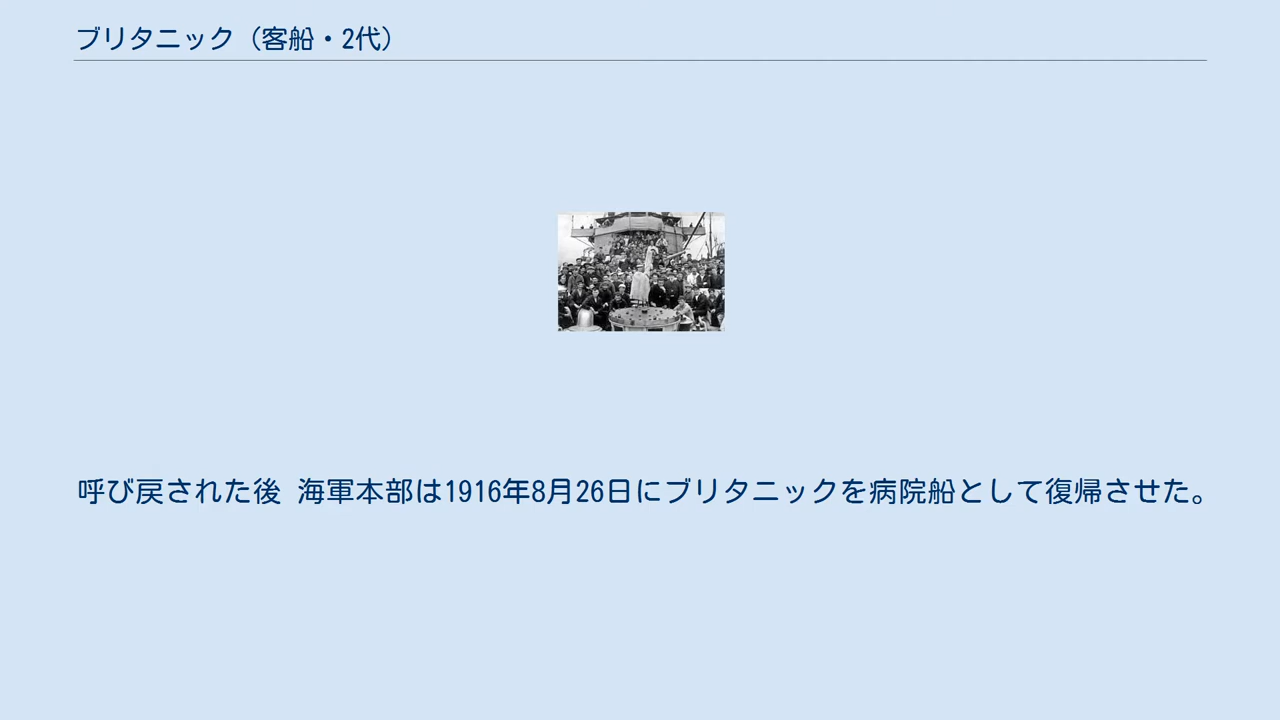 ブリタニック（客船・2代）
呼び戻された後 海軍本部は1916年8月26日にブリタニックを病院船として復帰させた。